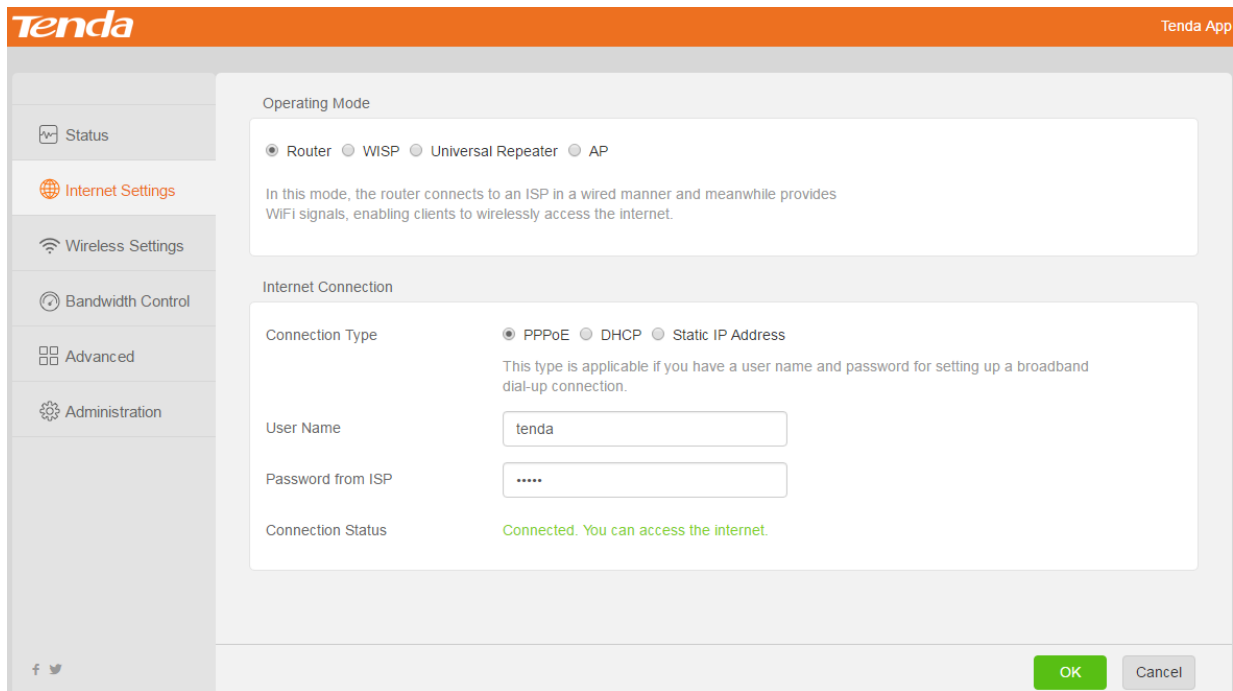 Tenda
Tenda App
Status
Internet Settings
Wireless Settings
Bandwidth Control
Advanced
Administration
Operating Mode
Router WISP Universal Repeater AP
In this mode, the router connects to an ISP in a wired manner and meanwhile provides
WiFi signals, enabling clients to wirelessly access the internet.
Internet Connection
Connection Type PPPoE DHCP Static IP Address
This type is applicable if you have a user name and password for setting up a broadband
dial-up connection.
User Name tenda
Password from ISP •••••
Connection Status Connected. You can access the internet.
OK Cancel